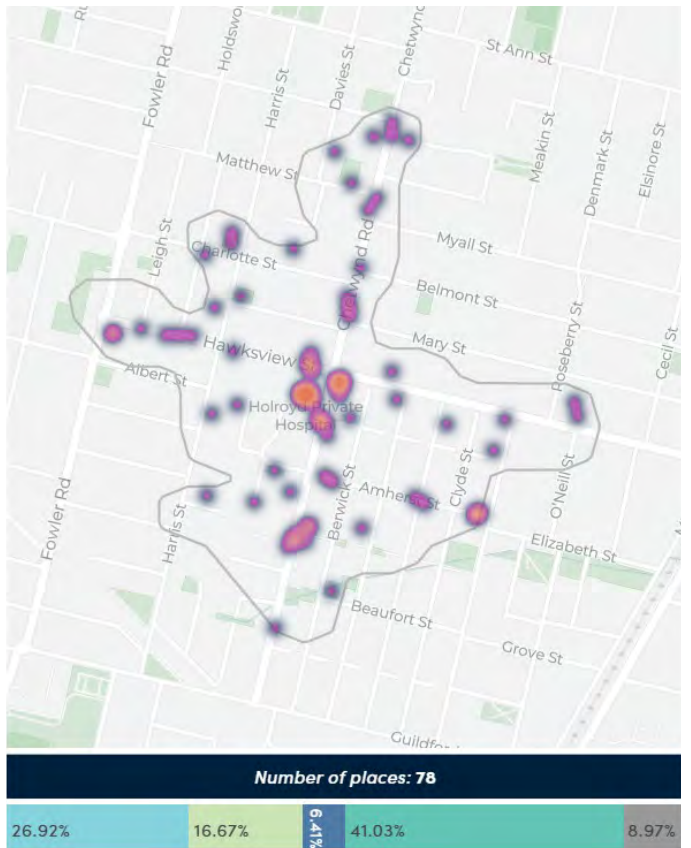 St Ann St
Chetwynd
Davies St
Holdsw
Harris St
Fowler Rd
Meakin St
Denmark St
Elsinore St
Matthew St
Leigh St
Charlotte St
Chetwynd Rd
Myall St
Belmont St
Mary St
Roseberry St
Cecil St
Hawksview
Albert St
Holroyd Private
Hospital
Berwick St
Amherst St
Clyde St
O'Neill St
Harris St
Fowler Rd
Elizabeth St
Beaufort St
Grove St
Number of places: 78
26.92%
16.67%
6.41%
41.03%
8.97%